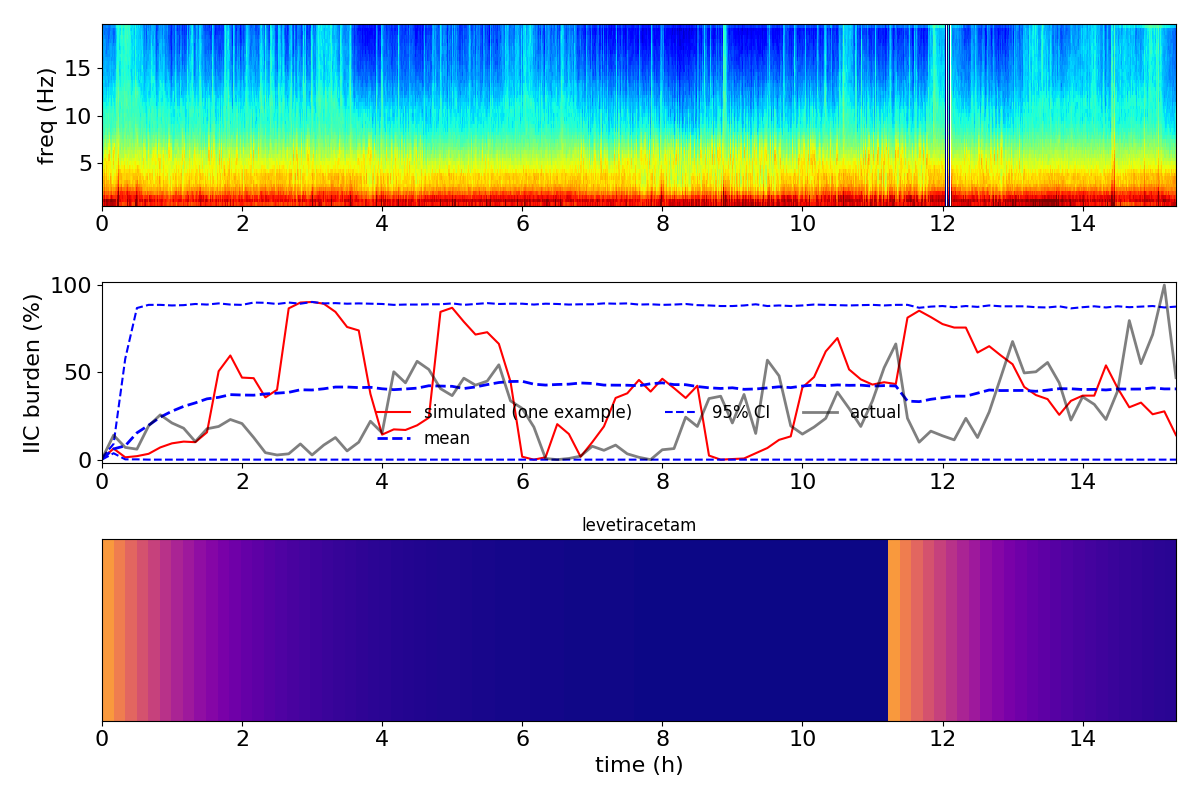 freq (Hz)
15
10
5
0 2 4 6 8 10 12 14
IIC burden (%)
100
50
0
simulated (one example) 95% CI actual
mean
0 2 4 6 8 10 12 14
levetiracetam
0 2 4 6 8 10 12 14
time (h)